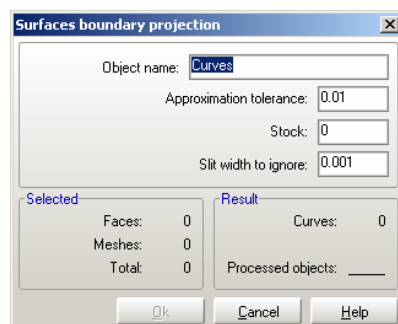 Surfaces boundary projection
Object name: Curves
Approximation tolerance: 0.01
Stock: 0
Slit width to ignore: 0.001
Selected
Faces: 0
Meshes: 0
Total: 0
Result
Curves: 0
Processed objects: _____
Ok Cancel Help